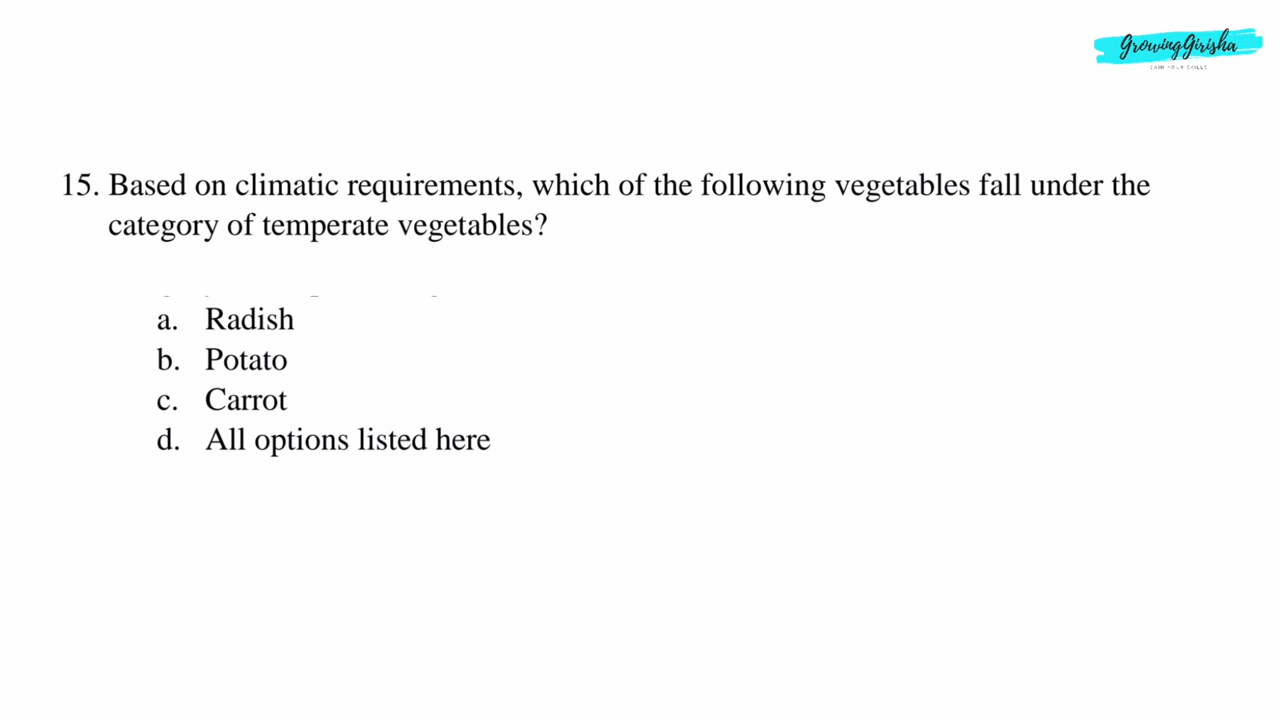 GrowingGirisha
15. Based on climatic requirements, which of the following vegetables fall under the
category of temperate vegetables?
a. Radish
b. Potato
c. Carrot
d. All options listed here